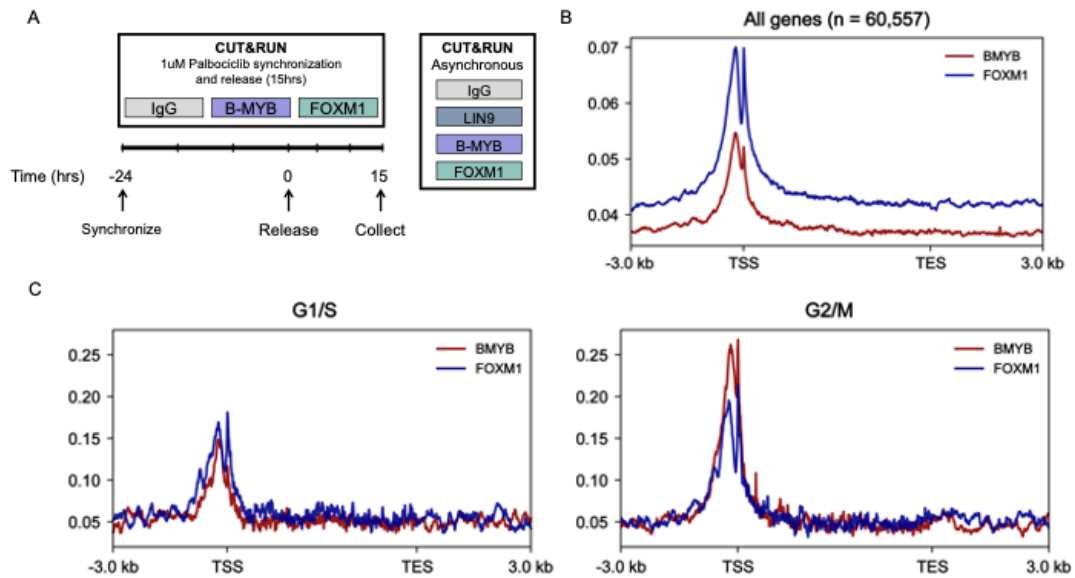 A
CUT&RUN
1uM Palbociclib synchronization
and release (15hrs)
IgG B-MYB FOXM1
Time (hrs) -24 0 15
Synchronize Release Collect
CUT&RUN
Asynchronous
IgG
LIN9
B-MYB
FOXM1
B
All genes (n = 60,557)
BMYB
FOXM1
0.07
0.06
0.05
0.04
-3.0 kb TSS TES 3.0 kb
C
G1/S
BMYB
FOXM1
0.25
0.20
0.15
0.10
0.05
-3.0 kb TSS TES 3.0 kb
G2/M
BMYB
FOXM1
0.25
0.20
0.15
0.10
0.05
-3.0 kb TSS TES 3.0 kb